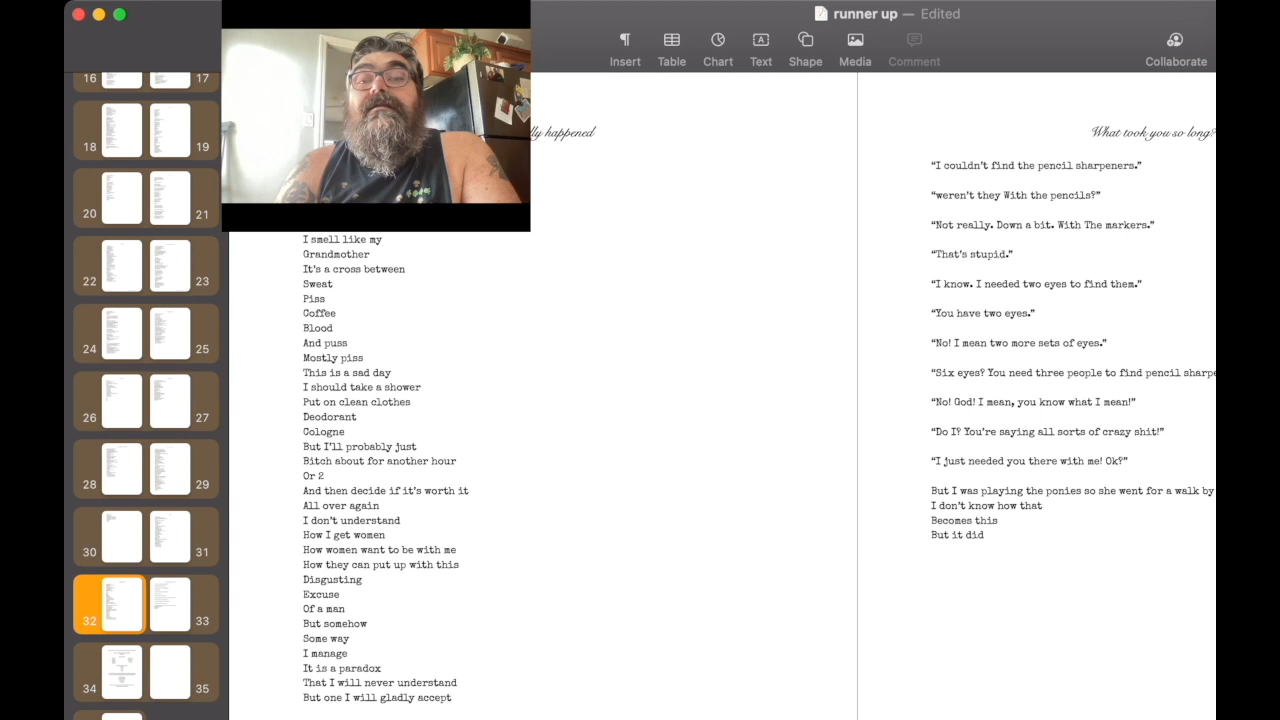 runner up — Edited
Insert
Table
Chart
Text
Shape
Media
Comment
Collaborate
16
17
18
19
20
21
22
23
24
25
26
27
28
29
30
31
32
33
34
35
happened
I smell like my
Grandmother
It's a cross between
Sweat
Piss
Coffee
Blood
And puss
Mostly piss
This is a sad day
I should take a shower
Put on clean clothes
Deodorant
Cologne
But I'll probably just
Bitch about for another hour
Or 2
And then decide if it's worth it
All over again
I don't understand
How I get women
How women want to be with me
How they can put up with this
Disgusting
Excuse
Of a man
But somehow
Some way
I manage
It is a paradox
That I will never understand
But one I will gladly accept
What took you so long?
“I couldn't find the pencil sharpeners.”
“weren't they With the pencils?”
“Not really. Down a bit. With The markers.”
“That's stupid.”
“I know. I needed two eyes to find them.”
“You have two eyes.”
“No! I mean two more sets of eyes.”
“Six eyes? You need three people to find pencil sharpe
“No! God! I mean, you know what I mean!”
“Do I? You're saying all sorts of crazy shit!”
“I just needed you there with me! Ok?”
But I was playing the ponies so she went for a walk by
I don't know how that
Becomes this
But it did